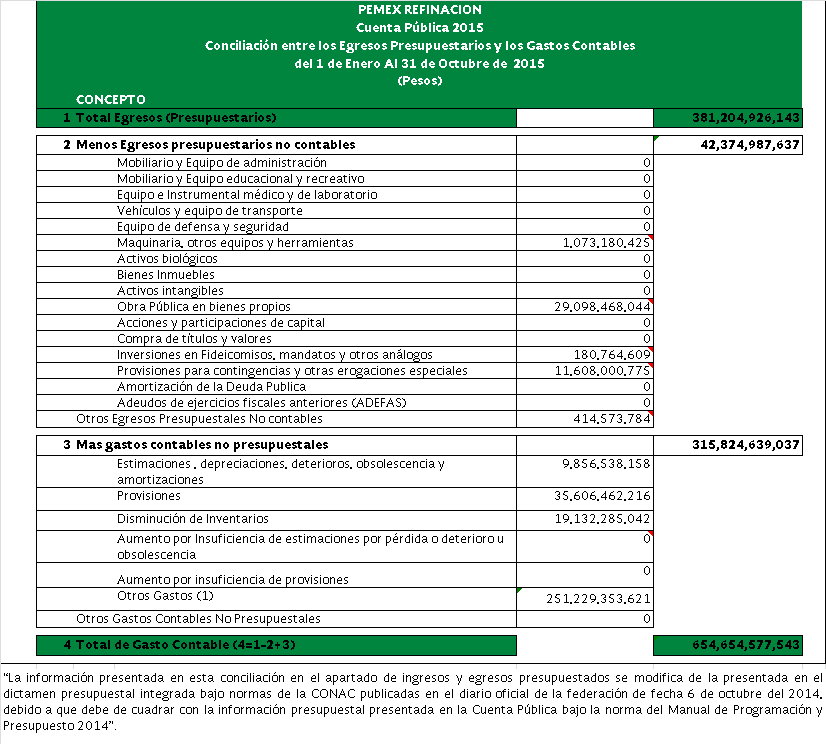 PEMEX REFINACION
Cuenta Pública 2015
Conciliación entre los Egresos Presupuestarios y los Gastos Contables
del 1 de Enero Al 31 de Octubre de 2015
(Pesos)
CONCEPTO
1 Total Egresos (Presupuestarios) 381,204,926,143
2 Menos Egresos presupuestarios no contables 42,374,987,637
Mobiliario y Equipo de administración 0
Mobiliario y Equipo educacional y recreativo 0
Equipo e Instrumental médico y de laboratorio 0
Vehículos y equipo de transporte 0
Equipo de defensa y seguridad 0
Maquinaria, otros equipos y herramientas 1,073,180,425
Activos biológicos 0
Bienes Inmuebles 0
Activos intangibles 0
Obra Pública en bienes propios 29,098,468,044
Acciones y participaciones de capital 0
Compra de títulos y valores 0
Inversiones en Fideicomisos, mandatos y otros análogos 180,764,609
Provisiones para contingencias y otras erogaciones especiales 11,608,000,775
Amortización de la Deuda Publica 0
Adeudos de ejercicios fiscales anteriores (ADEFAS) 0
Otros Egresos Presupuestales No contables 414,573,784
3 Mas gastos contables no presupuestales 315,824,639,037
Estimaciones , depreciaciones, deterioros, obsolescencia y 9,856,538,158
amortizaciones
Provisiones 35,606,462,216
Disminución de Inventarios 19,132,285,042
Aumento por Insuficiencia de estimaciones por pérdida o deterioro u 0
obsolescencia
Aumento por insuficiencia de provisiones 0
Otros Gastos (1) 251,229,353,621
Otros Gastos Contables No Presupuestales 0
4 Total de Gasto Contable (4=1-2+3) 654,654,577,543
"La información presentada en esta conciliación en el apartado de ingresos y egresos presupuestados se modifica de la presentada en el
dictamen presupuestal integrada bajo normas de la CONAC publicadas en el diario oficial de la federación de fecha 6 de octubre del 2014,
debido a que debe de cuadrar con la información presupuestal presentada en la Cuenta Pública bajo la norma del Manual de Programación y
Presupuesto 2014".